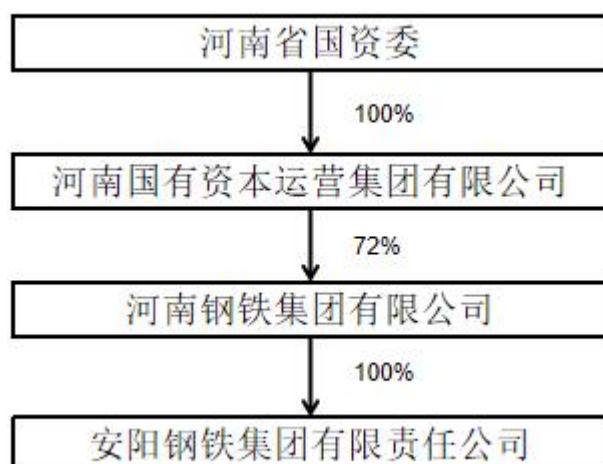 河南省国资委
100%
河南国有资本运营集团有限公司
72%
河南钢铁集团有限公司
100%
安阳钢铁集团有限责任公司